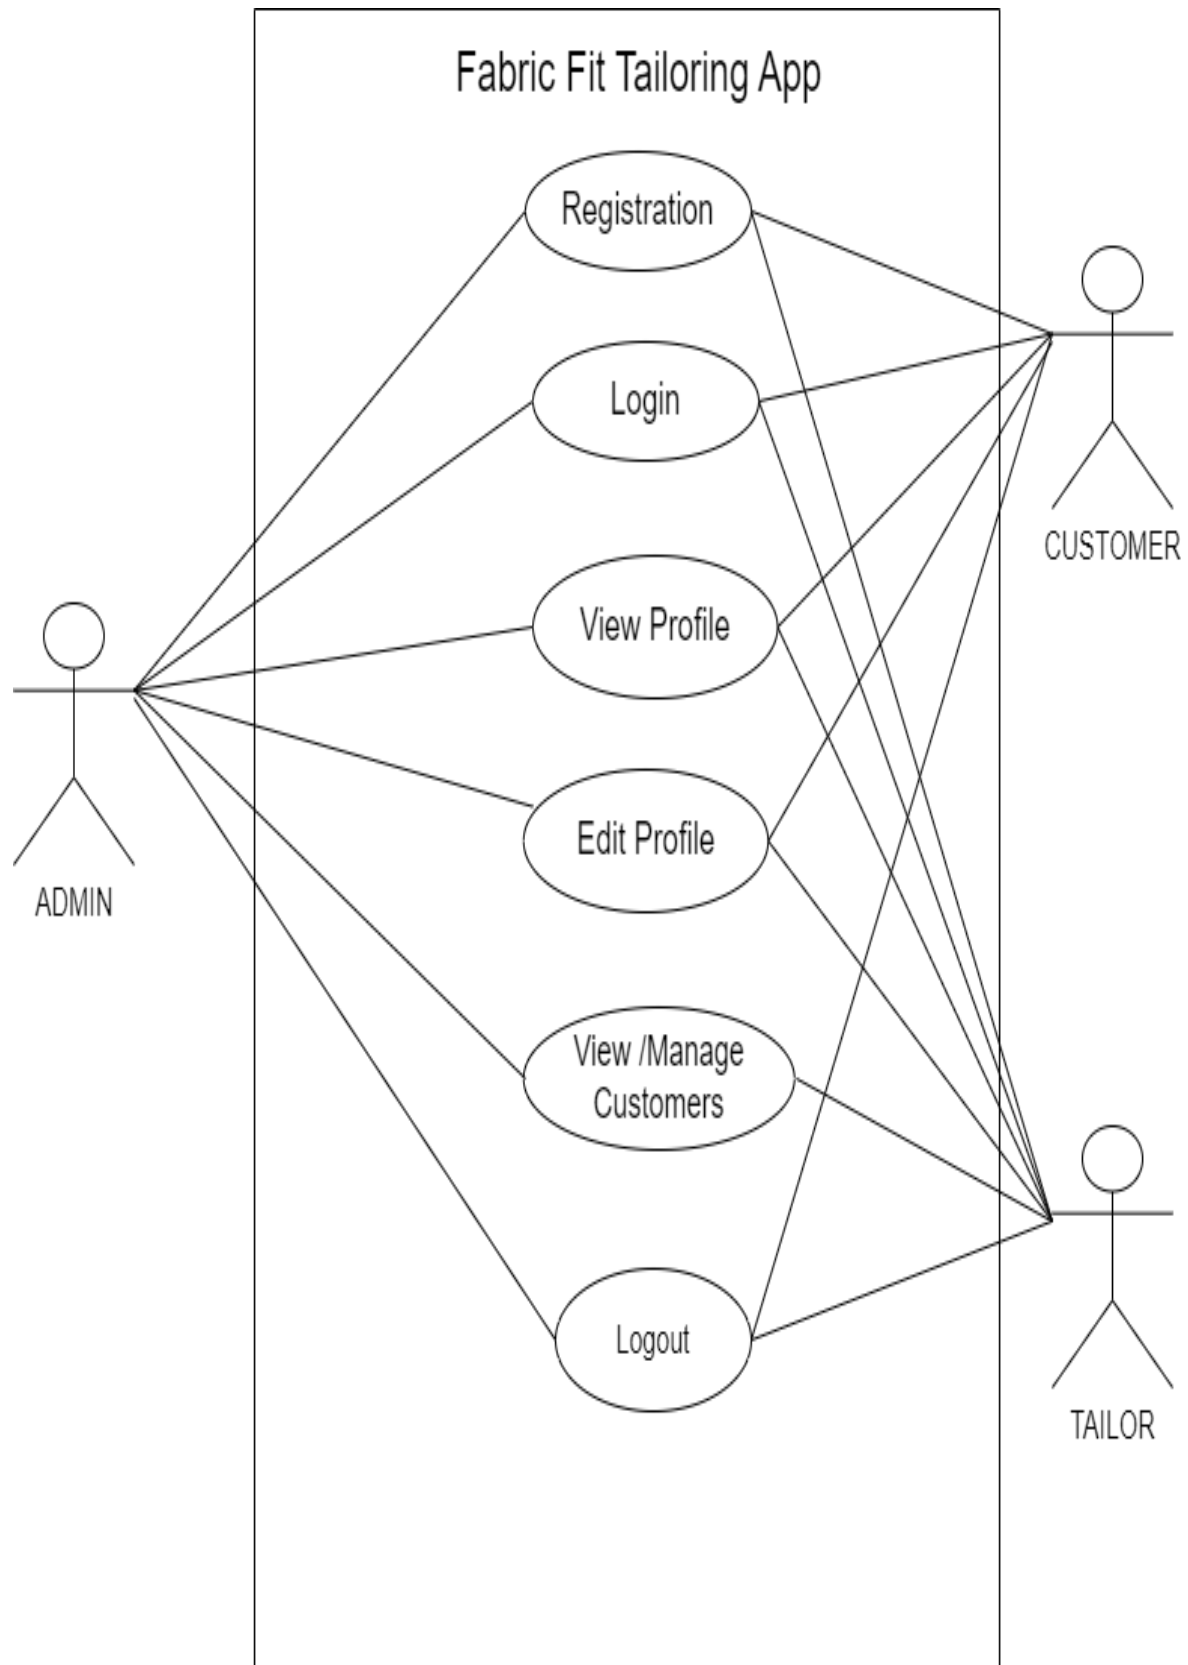 Fabric Fit Tailoring App
Registration
Login
CUSTOMER
View Profile
Edit Profile
ADMIN
View /Manage
Customers
Logout
TAILOR